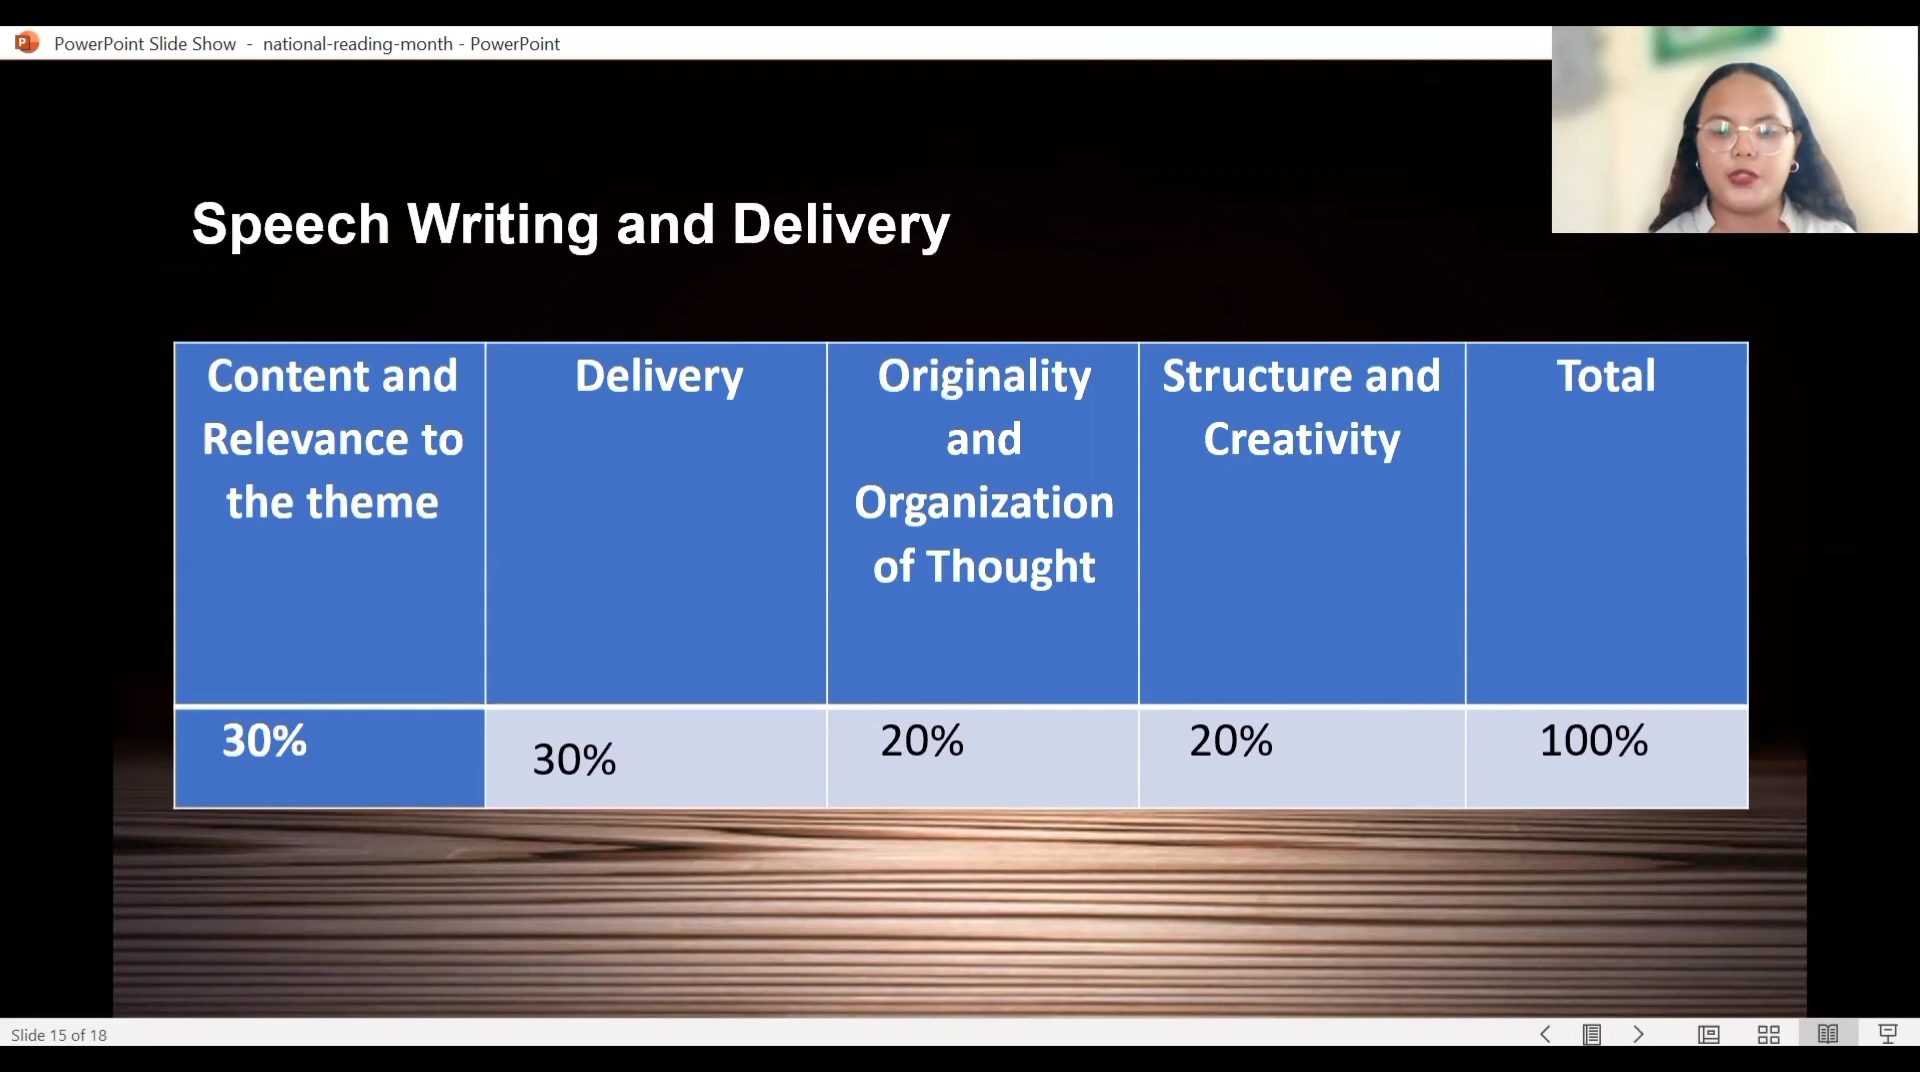 PowerPoint Slide Show - national-reading-month - PowerPoint
Speech Writing and Delivery
Content and
Relevance to
the theme
Delivery
Originality
and
Organization
of Thought
Structure and
Creativity
Total
30%
30%
20%
20%
100%
Slide 15 of 18